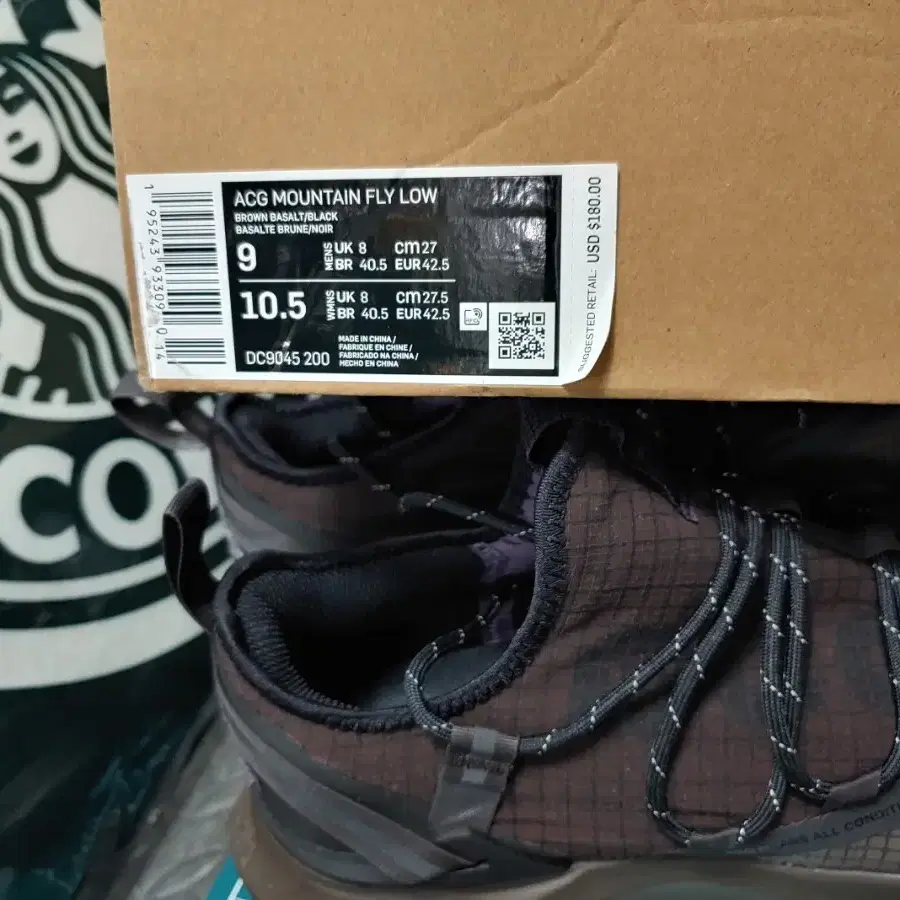 ACG MOUNTAIN FLY LOW
BROWN BASALT/BLACK
BASALTE BRUNE/NOIR
9 MENS UK 8 CM 27
BR 40.5 EUR 42.5
10.5 WMNS UK 8 CM 27.5
BR 40.5 EUR 42.5
DC9045 200
MADE IN CHINA /
FABRIQUE EN CHINE /
FABRICADO NA CHINA /
HECHO EN CHINA
1 95243 93309 0 14
SUGGESTED RETAIL: USD $180.00
CO
ALL CONDIT